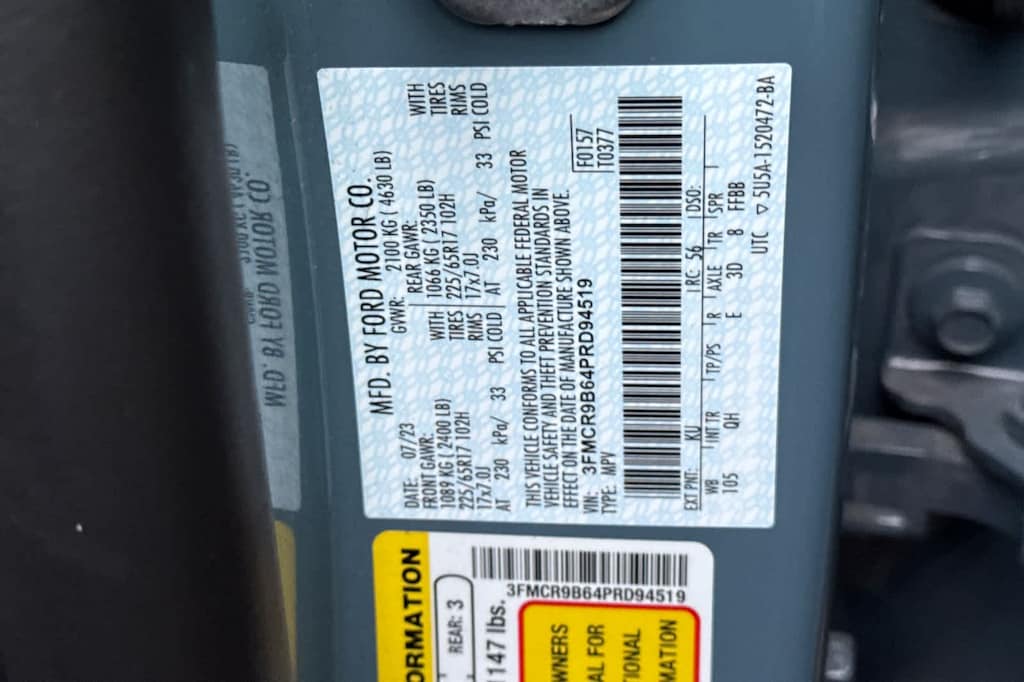 MFD. BY FORD MOTOR CO.
DATE: 07/23 GVWR: 2100 KG ( 4630 LB)
FRONT GAWR: REAR GAWR:
1089 KG ( 2400 LB) WITH 1066 KG ( 2350 LB) WITH
225/65R17 102H TIRES 225/65R17 102H TIRES
17x7.0J RIMS 17x7.0J RIMS
AT 230 kPa/ 33 PSI COLD AT 230 kPa/ 33 PSI COLD
THIS VEHICLE CONFORMS TO ALL APPLICABLE FEDERAL MOTOR
VEHICLE SAFETY AND THEFT PREVENTION STANDARDS IN
EFFECT ON THE DATE OF MANUFACTURE SHOWN ABOVE.
VIN: 3FMCR9B64PRD94519
TYPE: MPV
F0157
T0377
EXT PNT: KU RC: 56 DSO:
WB INT TR TP/PS R AXLE TR SPR
105 QH E 3D 8 FFBB
UTC ▽ 5U5A-1520472-BA
ORMATION
REAR: 3
1147 lbs.
3FMCR9B64PRD94519
WNERS
AL FOR
TIONAL
MATION
MFD. BY FORD MOTOR CO.